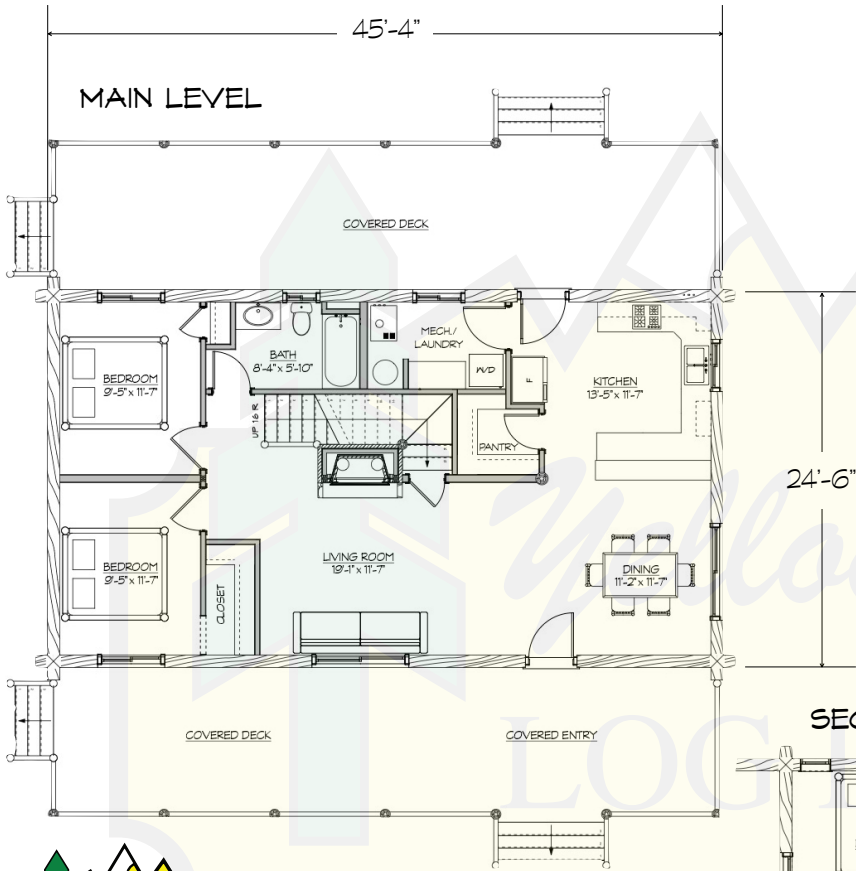 45'-4"
MAIN LEVEL
COVERED DECK
BATH
8'-4" x 5'-10"
MECH./
LAUNDRY
W/D
F
KITCHEN
13'-5" x 11'-7"
BEDROOM
9'-5" x 11'-7"
UP 16 R
PANTRY
24'-6"
BEDROOM
9'-5" x 11'-7"
CLOSET
LIVING ROOM
19'-1" x 11'-7"
DINING
11'-2" x 11'-7"
COVERED DECK
COVERED ENTRY
Yello
LOG
SEC